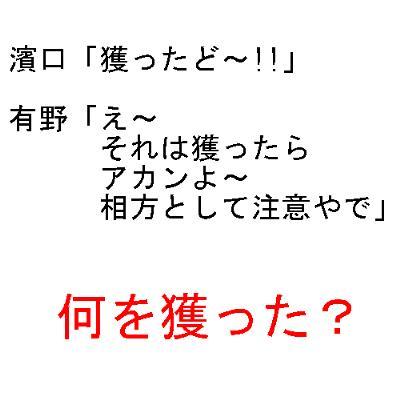 濱口「獲ったど～!!」
有野「え～
それは獲ったら
アカンよ～
相方として注意やで」
何を獲った？